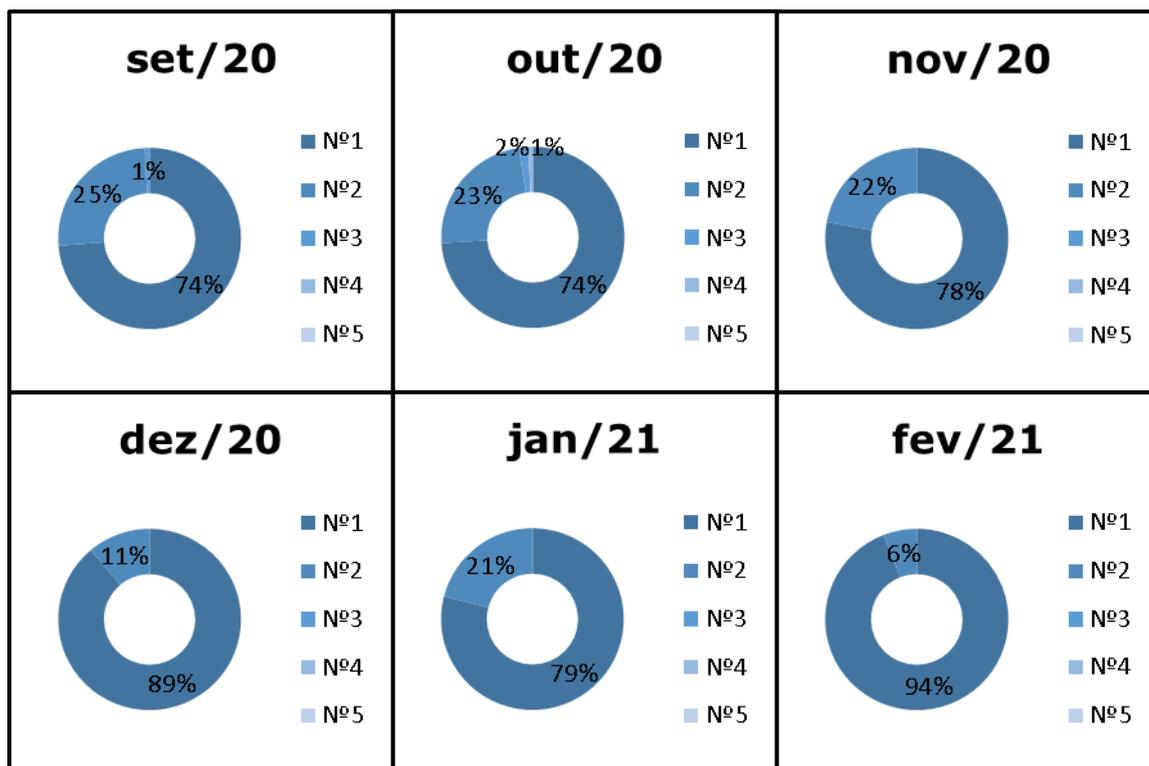 set/20
1%
25%
74%
Nº1
Nº2
Nº3
Nº4
Nº5
out/20
2%
1%
23%
74%
Nº1
Nº2
Nº3
Nº4
Nº5
nov/20
22%
78%
Nº1
Nº2
Nº3
Nº4
Nº5
dez/20
11%
89%
Nº1
Nº2
Nº3
Nº4
Nº5
jan/21
21%
79%
Nº1
Nº2
Nº3
Nº4
Nº5
fev/21
6%
94%
Nº1
Nº2
Nº3
Nº4
Nº5